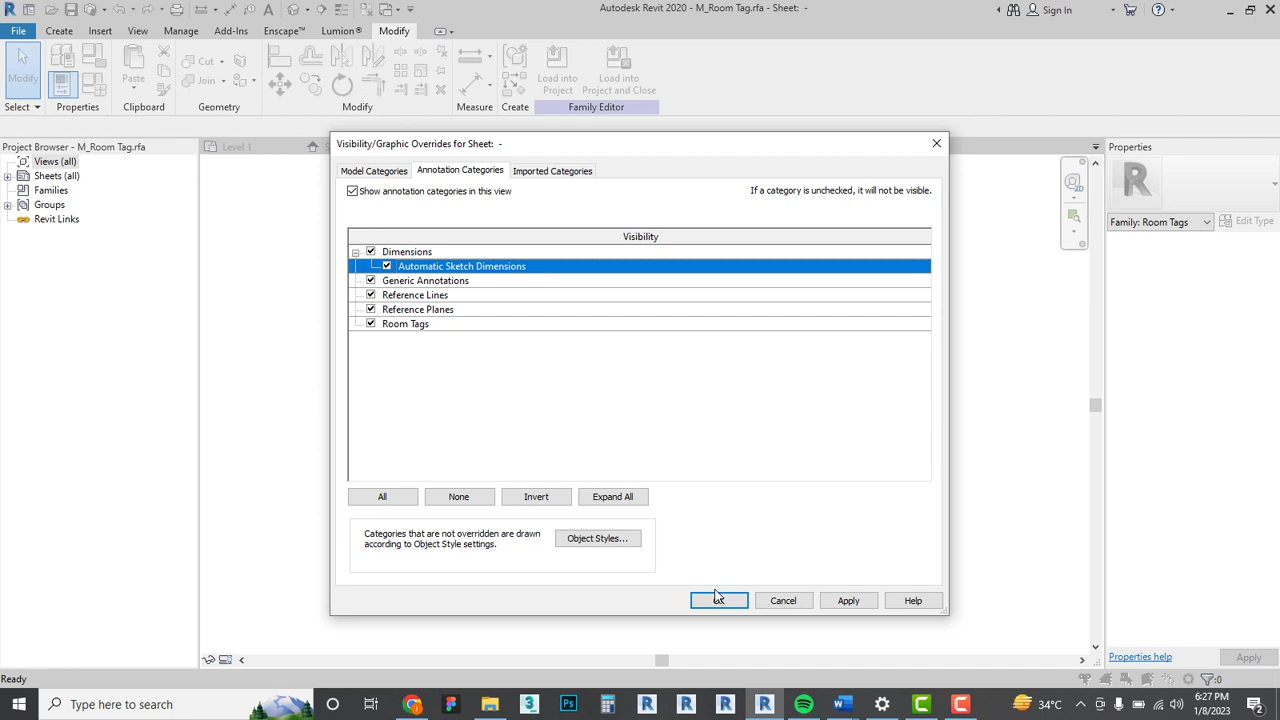 Autodesk Revit 2020 - M_Room Tag.rfa - Sheet: -
Sign In
File
Create
Insert
View
Manage
Add-Ins
Enscape™
Lumion®
Modify
Modify
Paste
Cut
Join
Load into
Project
Load into
Project and Close
Select
Properties
Clipboard
Geometry
Modify
Measure
Create
Family Editor
Project Browser - M_Room Tag.rfa
Level 1
Properties
Views (all)
Sheets (all)
Families
Groups
Revit Links
Visibility/Graphic Overrides for Sheet: -
Model Categories
Annotation Categories
Imported Categories
Show annotation categories in this view
If a category is unchecked, it will not be visible.
Visibility
Dimensions
Automatic Sketch Dimensions
Generic Annotations
Reference Lines
Reference Planes
Room Tags
All
None
Invert
Expand All
Categories that are not overridden are drawn
according to Object Style settings.
Object Styles...
Cancel
Apply
Help
2D
R
Family: Room Tags
Edit Type
Properties help
Apply
Ready
:0
Type here to search
34°C
6:27 PM
1/8/2023
2